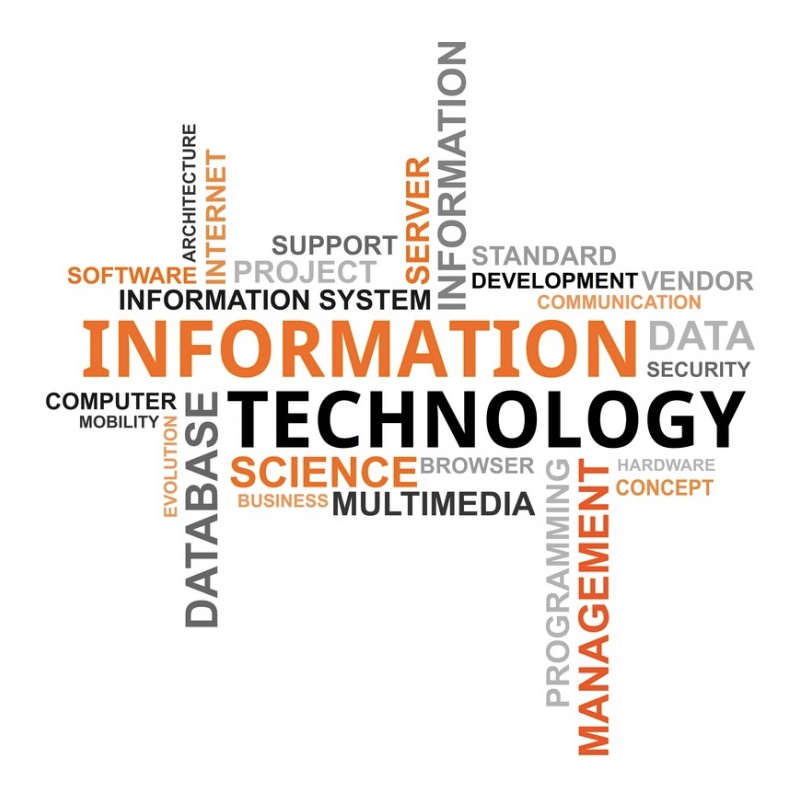 INFORMATION
ARCHITECTURE
INTERNET
SERVER
SUPPORT
STANDARD
SOFTWARE
PROJECT
DEVELOPMENT
VENDOR
INFORMATION SYSTEM
COMMUNICATION
INFORMATION
DATA
SECURITY
COMPUTER
TECHNOLOGY
MOBILITY
EVOLUTION
DATABASE
SCIENCE
BROWSER
HARDWARE
BUSINESS
MULTIMEDIA
CONCEPT
PROGRAMMING
MANAGEMENT